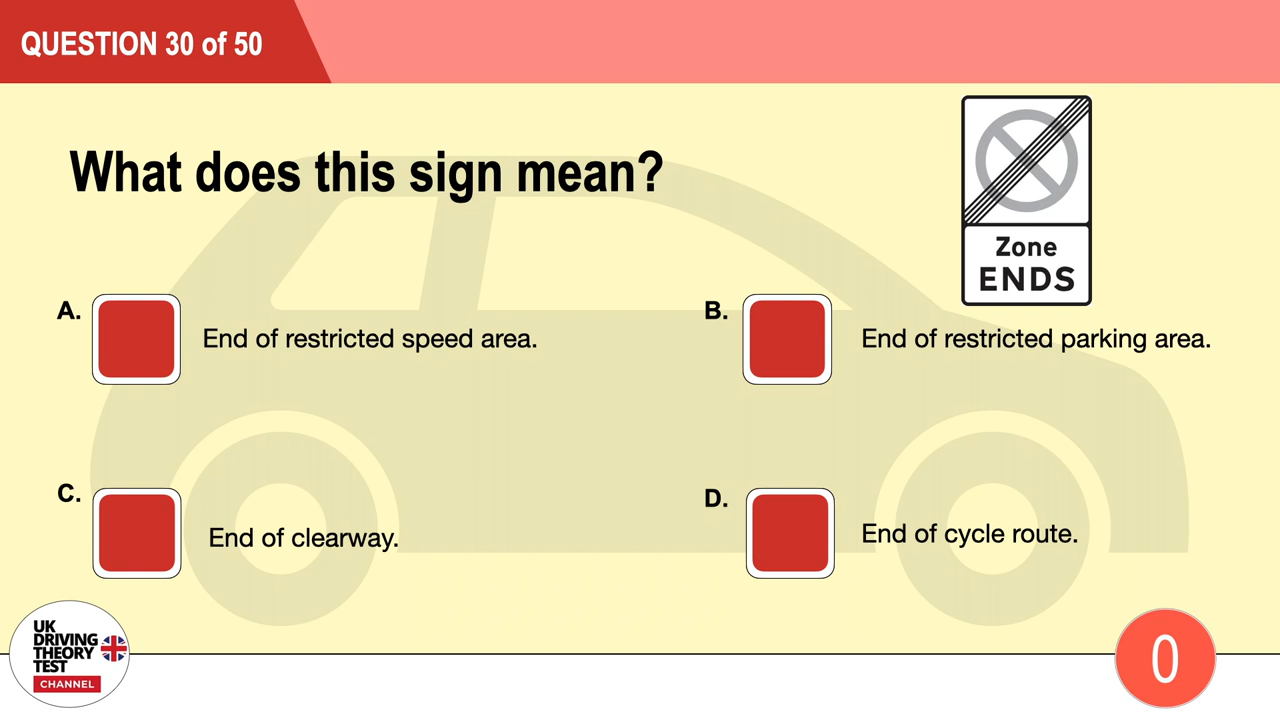 QUESTION 30 of 50
What does this sign mean?
Zone
ENDS
A.
End of restricted speed area.
B.
End of restricted parking area.
C.
End of clearway.
D.
End of cycle route.
UK
DRIVING
THEORY
TEST
CHANNEL
0